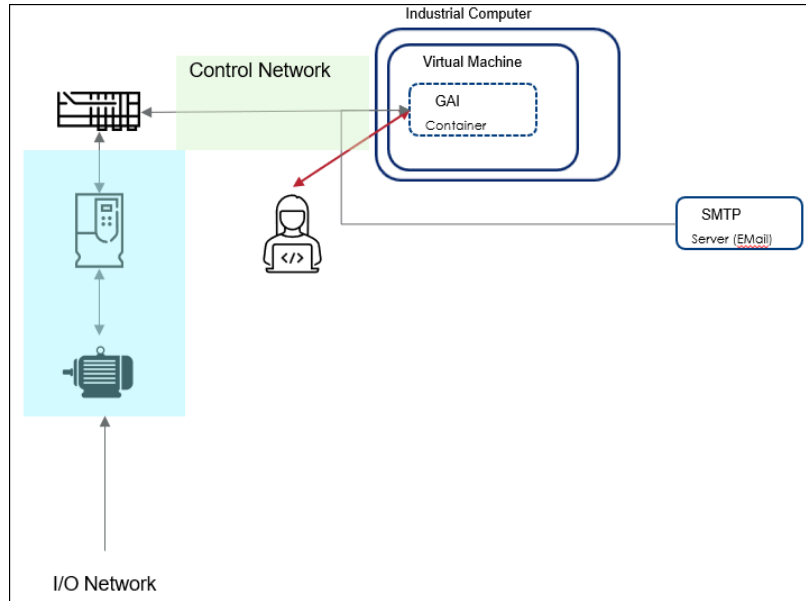 Industrial Computer
Control Network
Virtual Machine
GAI
Container
</>
SMTP
Server (EMail)
I/O Network